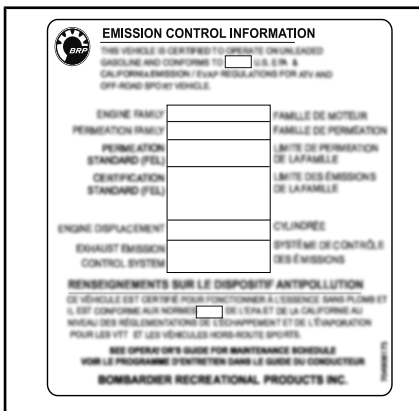 BRP
EMISSION CONTROL INFORMATION
THIS VEHICLE IS CERTIFIED TO OPERATE ON UNLEADED
GASOLINE AND CONFORMS TO U.S. EPA &
CALIFORNIA EMISSION / EVAP REGULATIONS FOR ATV AND
OFF-ROAD SPORT VEHICLE.
ENGINE FAMILY FAMILLE DE MOTEUR
PERMEATION FAMILY FAMILLE DE PERMÉATION
PERMEATION STANDARD (FEL) LIMITE DE PERMEATION DE LA FAMILLE
CERTIFICATION STANDARD (FEL) LIMITE DES ÉMISSIONS DE LA FAMILLE
ENGINE DISPLACEMENT CYLINDRÉE
EXHAUST EMISSION CONTROL SYSTEM SYSTÈME DE CONTRÔLE DES ÉMISSIONS
RENSEIGNEMENTS SUR LE DISPOSITIF ANTIPOLLUTION
CE VÉHICULE EST CERTIFIÉ POUR FONCTIONNER À L'ESSENCE SANS PLOMB ET
IL EST CONFORME AUX NORMES DE L'EPA ET DE LA CALIFORNIE AU
NIVEAU DES RÉGLEMENTATIONS DE L'ÉCHAPPEMENT ET DE L'ÉVAPORATION
POUR LES VTT ET LES VÉHICULES HORS-ROUTE SPORTS.
SEE OPERATOR'S GUIDE FOR MAINTENANCE SCHEDULE
VOIR LE PROGRAMME D'ENTRETIEN DANS LE GUIDE DU CONDUCTEUR
BOMBARDIER RECREATIONAL PRODUCTS INC.